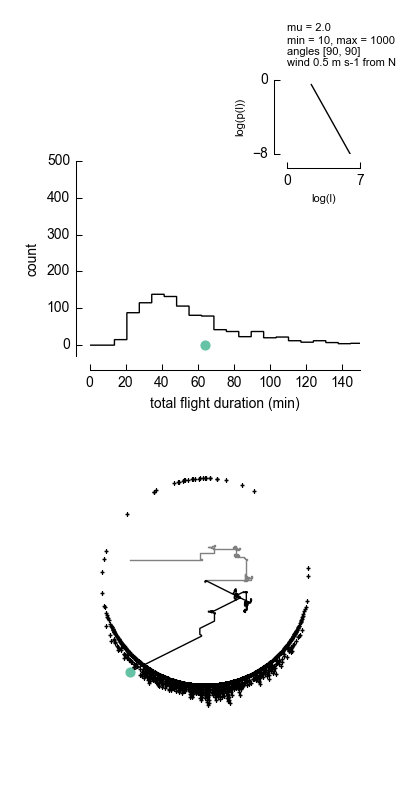 mu = 2.0
min = 10, max = 1000
angles [90, 90]
wind 0.5 m s-1 from N
0
log(p(l))
−8
0 7
log(l)
500
400
300
count
200
100
0
0 20 40 60 80 100 120 140
total flight duration (min)